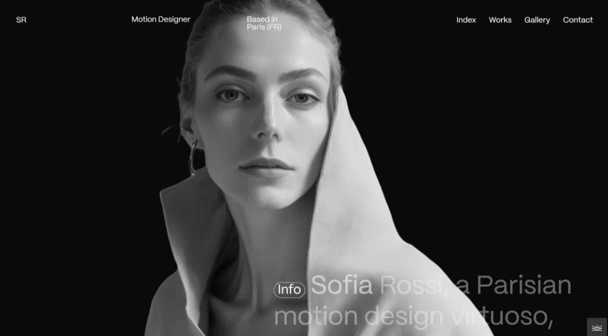 SR
Motion Designer
Based in
Paris (FR)
Index
Works
Gallery
Contact
Info
Sofia Rossi, a Parisian
motion design virtuoso,